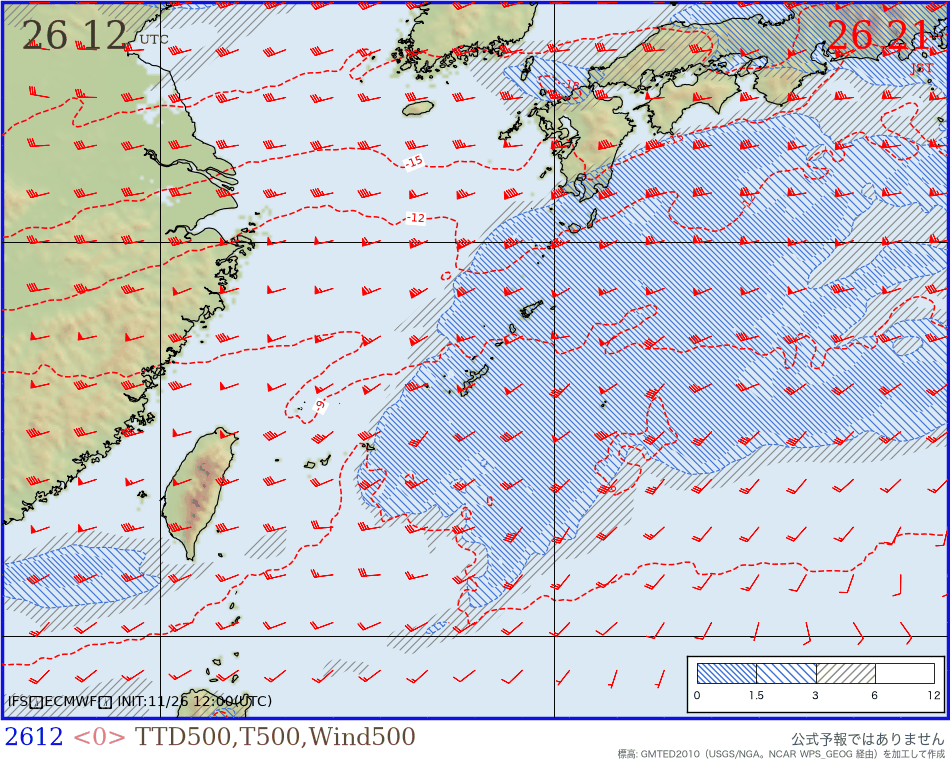 26 12 UTC
26 21
JST
-18
-15
-12
-9
0 1.5 3 6 12
IFS□ECMWF□ INIT:11/26 12:00(UTC)
2612 <0> TTD500,T500,Wind500
公式予報ではありません
標高: GMTED2010（USGS/NGA。NCAR WPS_GEOG 経由）を加工して作成